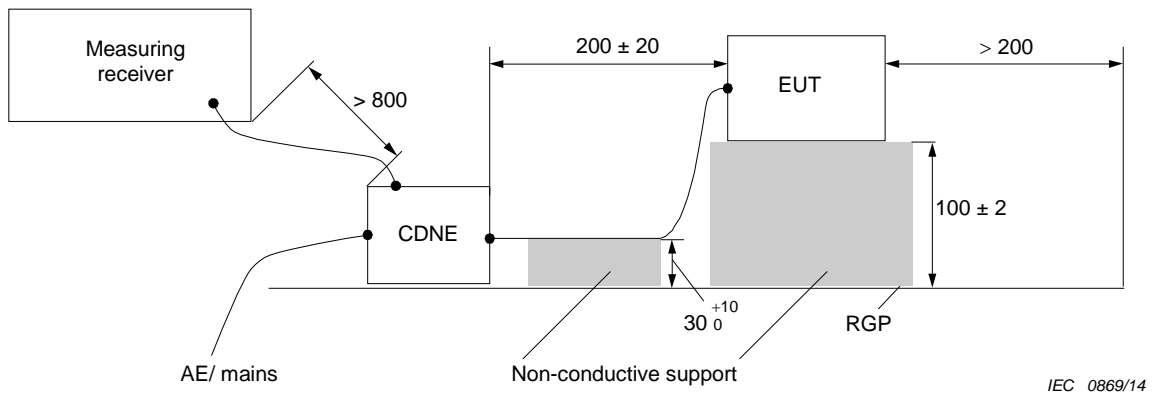 Measuring
receiver
> 800
200 ± 20
EUT
> 200
CDNE
100 ± 2
30 +10 0
RGP
AE/ mains
Non-conductive support
IEC 0869/14